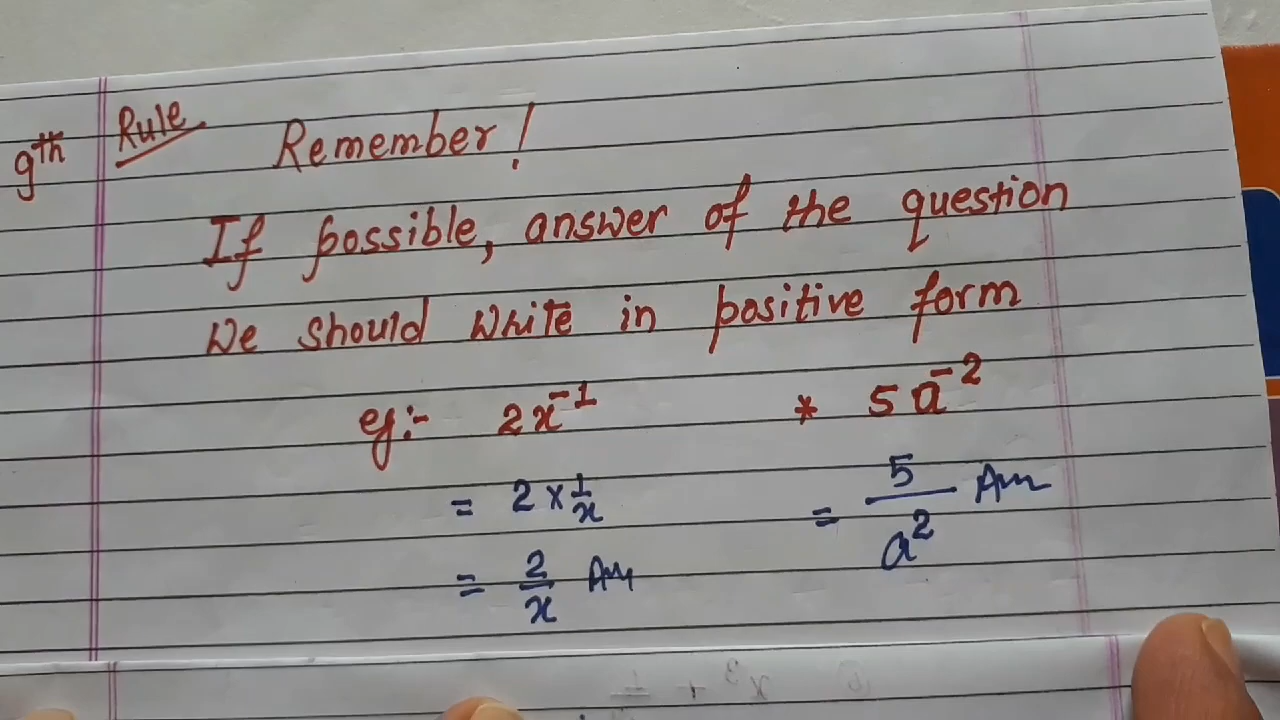 9th Rule Remember!
If possible, answer of the question
we should write in positive form
eg:- 2x⁻¹ * 5a⁻²
= 2 × 1/x = 5/a² Ans
= 2/x Ans
x³ +